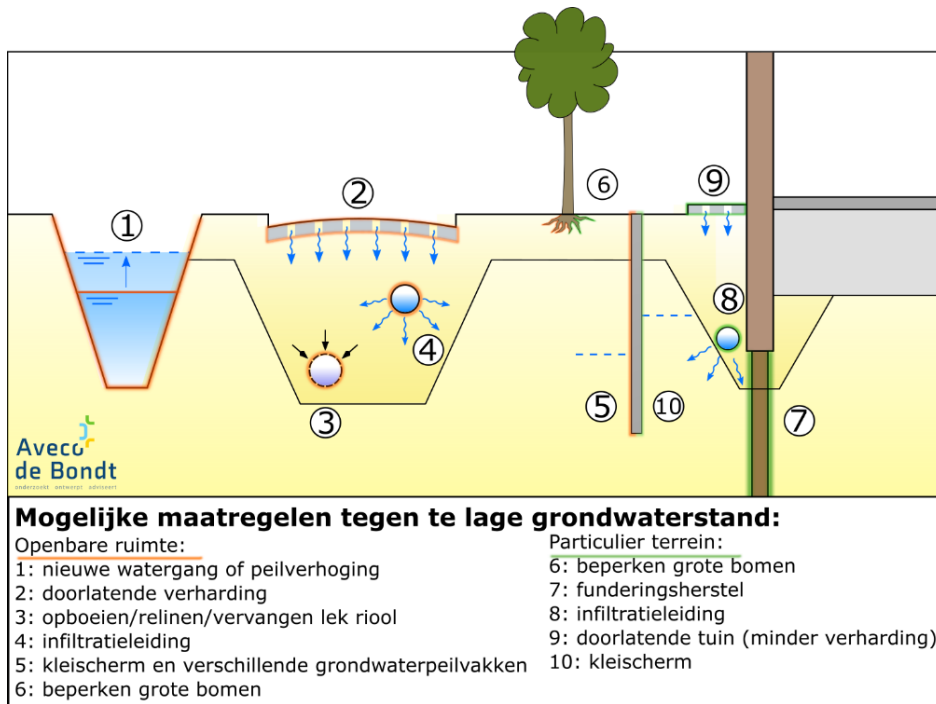 1
2
3
4
5
6
7
8
9
10
Aveco
de Bondt
onderzoekt ontwerpt adviseert
Mogelijke maatregelen tegen te lage grondwaterstand:
Openbare ruimte:
1: nieuwe watergang of peilverhoging
2: doorlatende verharding
3: opboeien/relinen/vervangen lek riool
4: infiltratieleiding
5: kleischerm en verschillende grondwaterpeilvakken
6: beperken grote bomen
Particulier terrein:
6: beperken grote bomen
7: funderingsherstel
8: infiltratieleiding
9: doorlatende tuin (minder verharding)
10: kleischerm